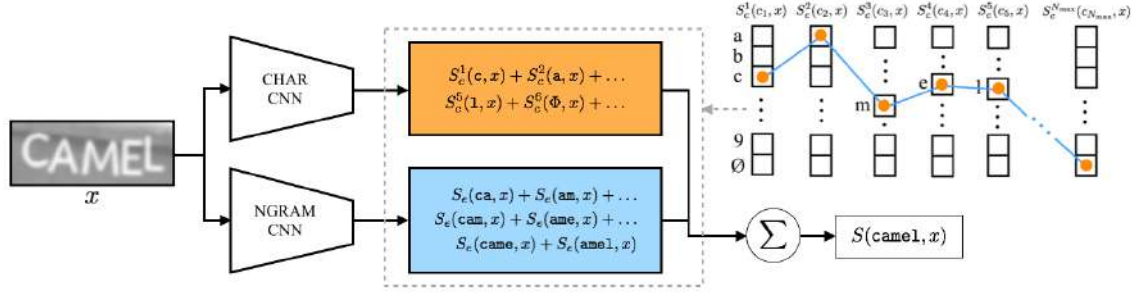 CAMEL
x
CHAR
CNN
NGRAM
CNN
S_c^1(c, x) + S_c^2(a, x) + ...
S_c^5(l, x) + S_c^6(Φ, x) + ...
S_e(ca, x) + S_e(am, x) + ...
S_e(cam, x) + S_e(ame, x) + ...
S_e(came, x) + S_e(amel, x)
S_c^1(c_1, x) S_c^2(c_2, x) S_c^3(c_3, x) S_c^4(c_4, x) S_c^5(c_5, x) S_c^{N_max}(c_{N_max}, x)
a
b
c
e
l
m
9
Ø
Σ
S(camel, x)